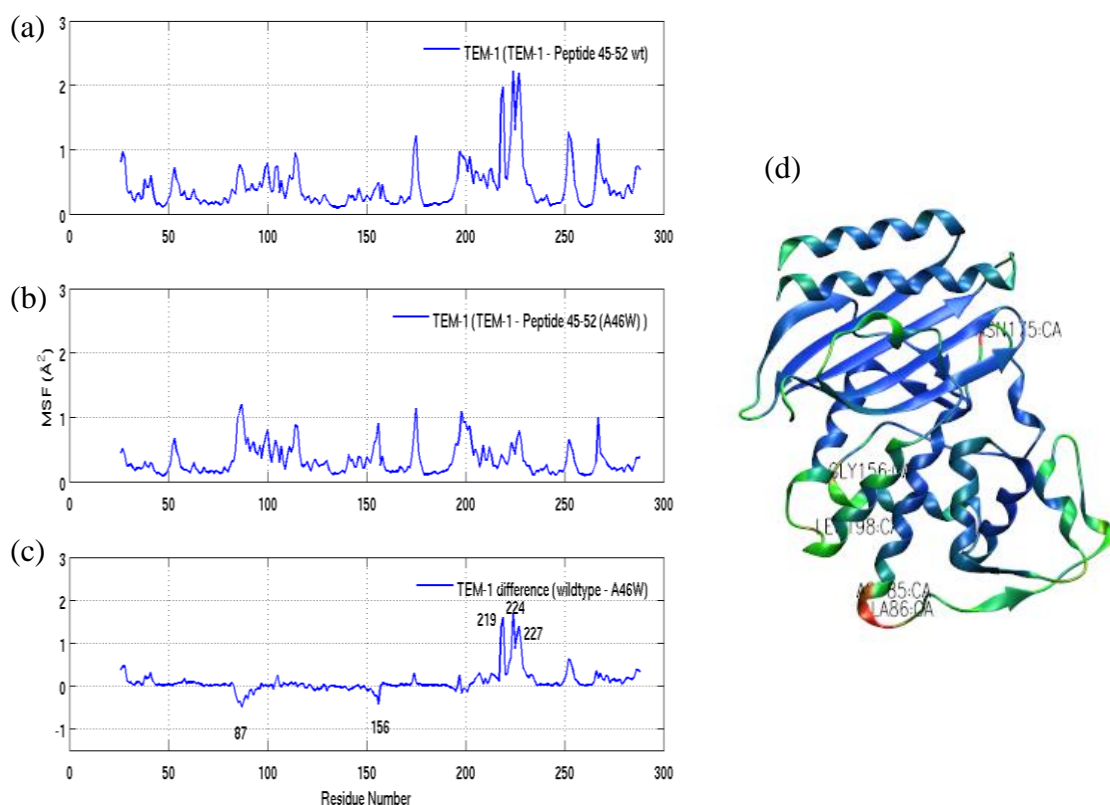 (a)
3
2
1
0
TEM-1 (TEM-1 - Peptide 45-52 wt)
0 50 100 150 200 250 300
(b)
3
2
1
0
MSF (Å²)
TEM-1 (TEM-1 - Peptide 45-52 (A46W) )
0 50 100 150 200 250 300
(c)
3
2
1
0
-1
TEM-1 difference (wildtype - A46W)
219
224
227
87
156
0 50 100 150 200 250 300
Residue Number
(d)
ASN175:CA
GLY156:CA